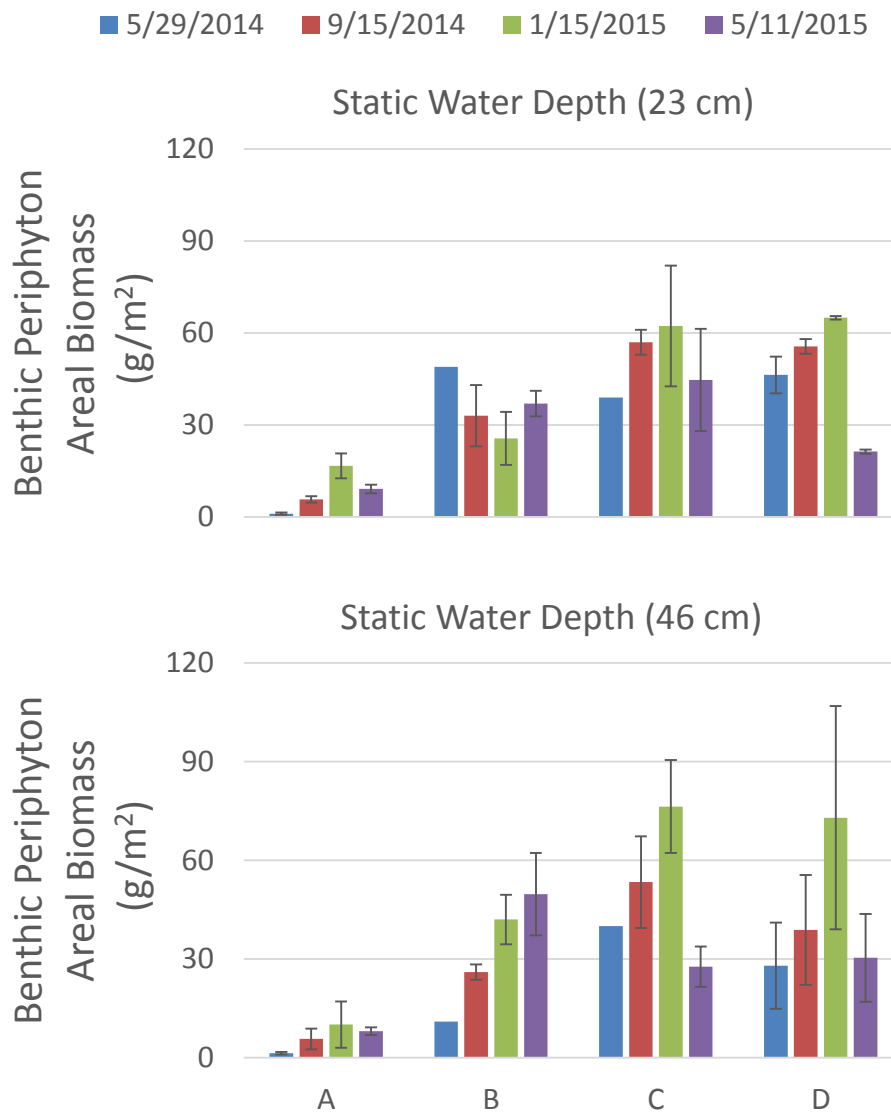 5/29/2014 9/15/2014 1/15/2015 5/11/2015
Static Water Depth (23 cm)
Benthic Periphyton
Areal Biomass
(g/m²)
120
90
60
30
0
Static Water Depth (46 cm)
Benthic Periphyton
Areal Biomass
(g/m²)
120
90
60
30
0
A B C D